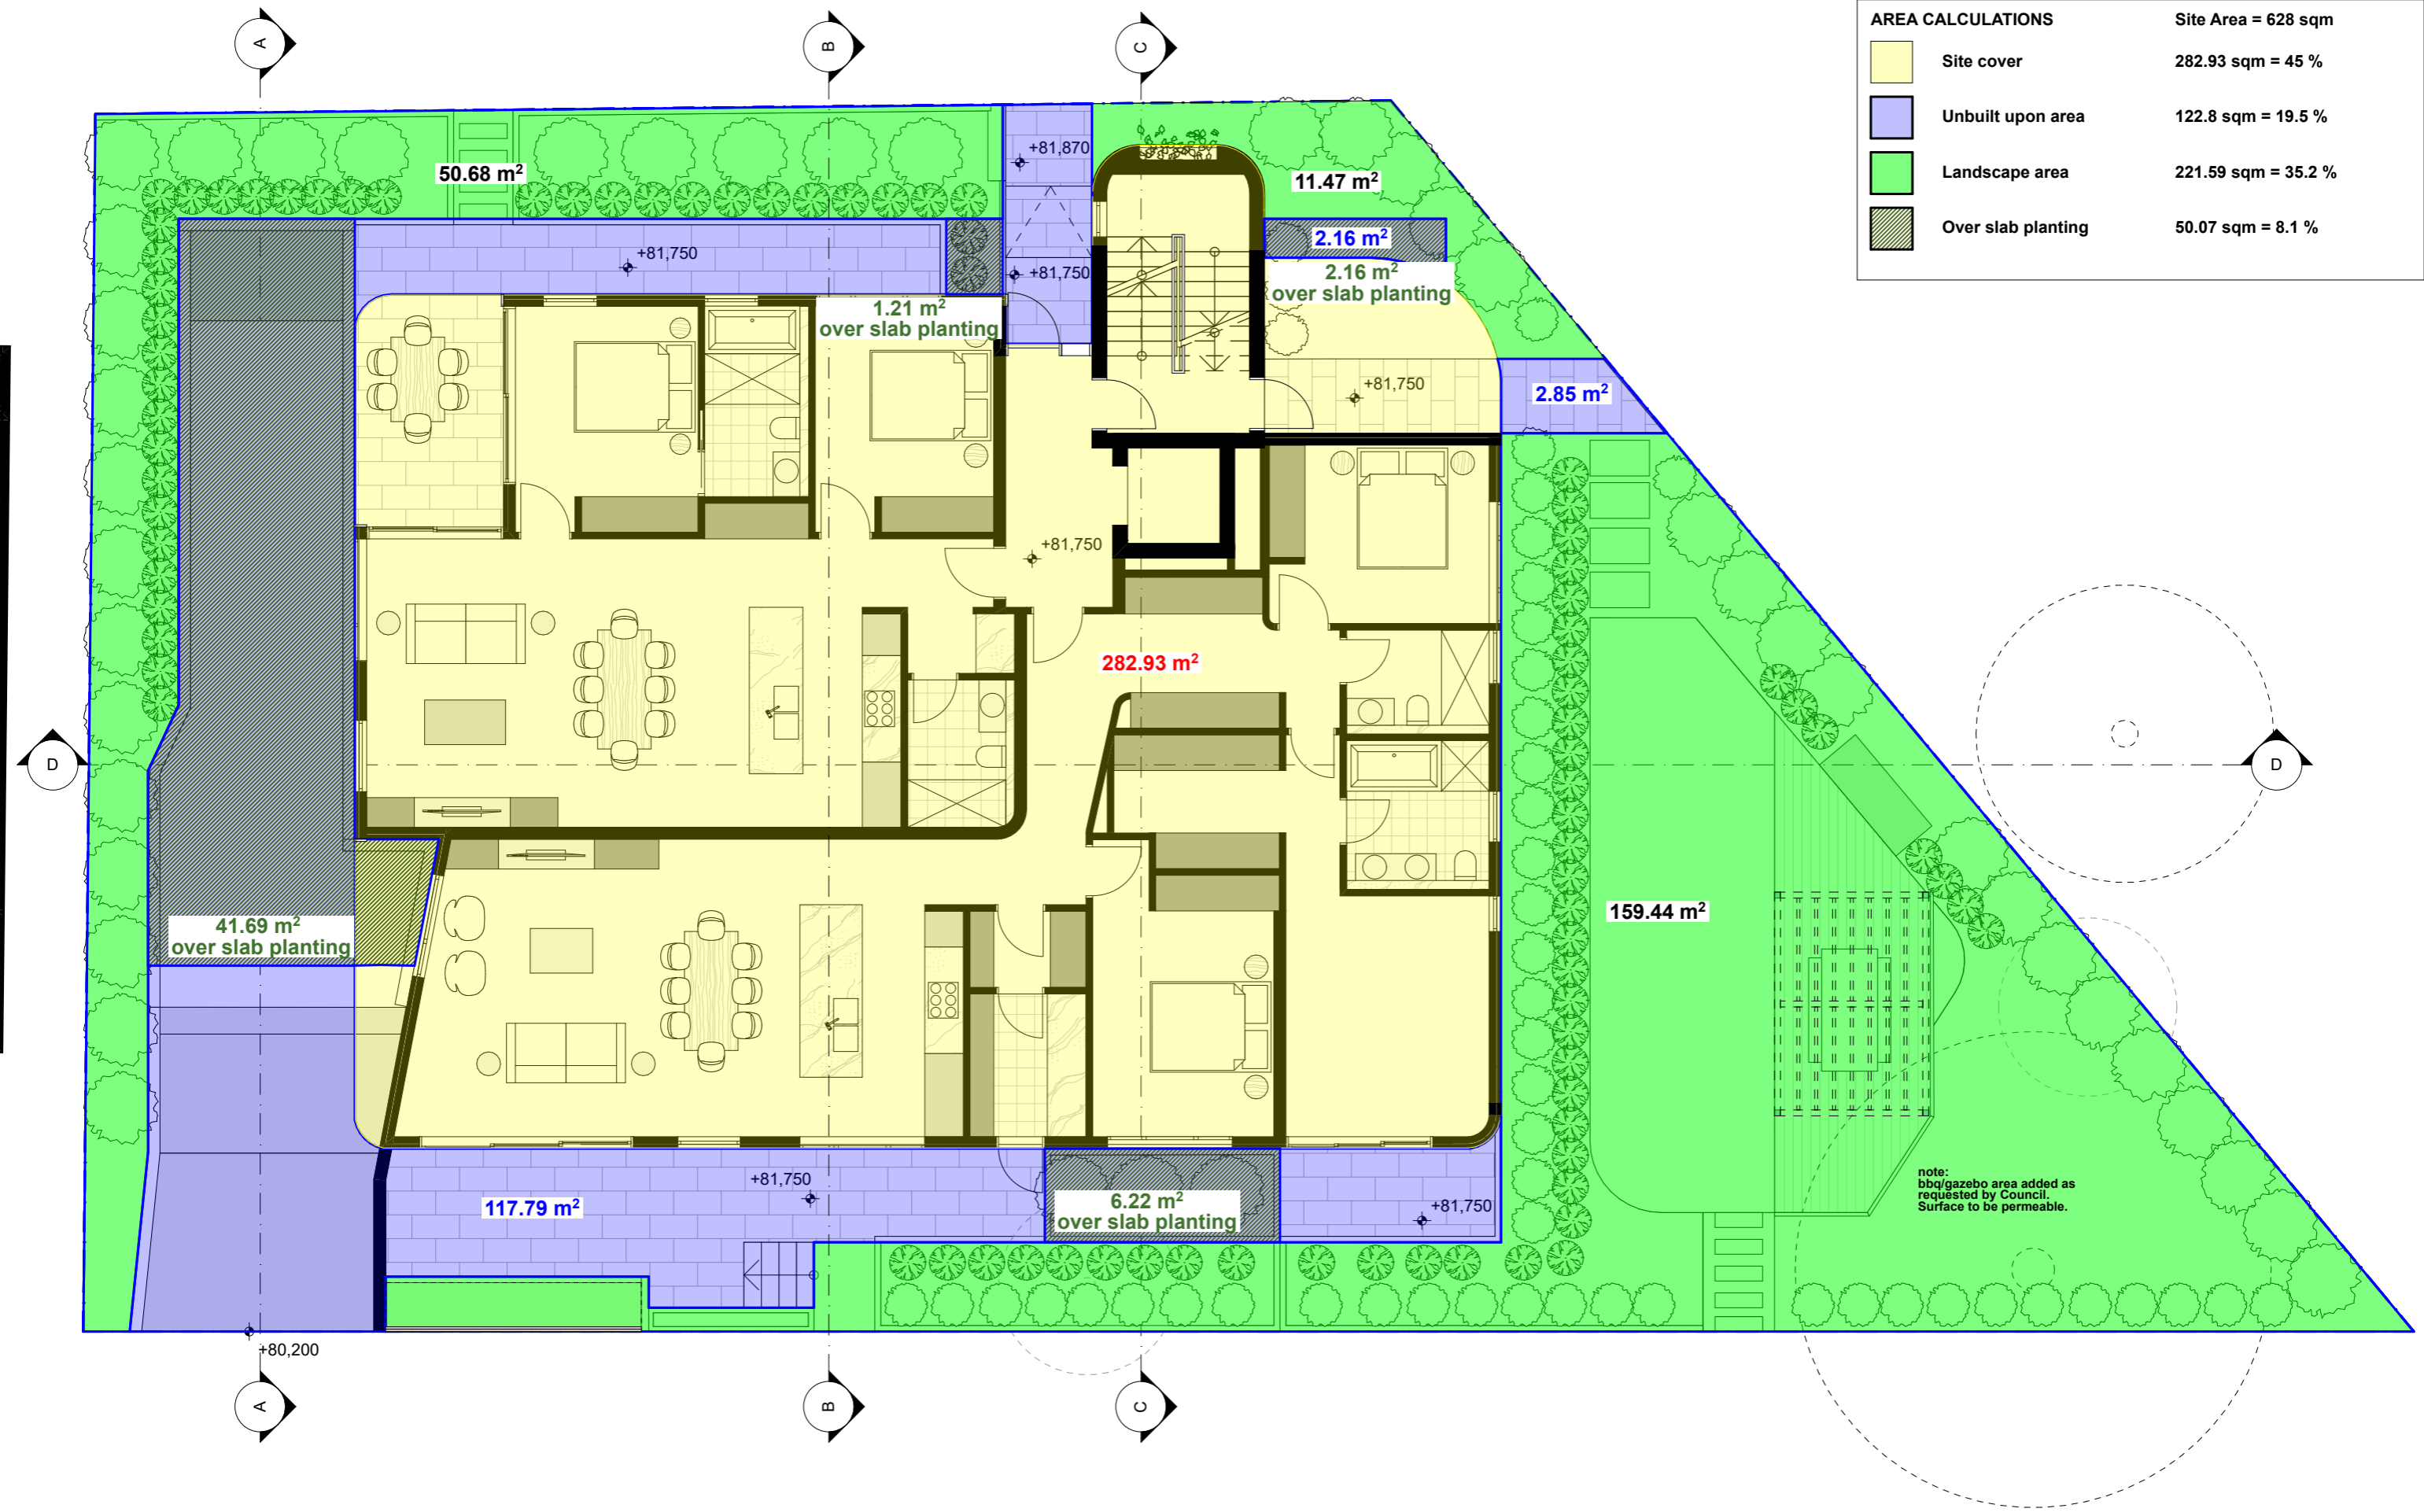 AREA CALCULATIONS Site Area = 628 sqm
Site cover 282.93 sqm = 45 %
Unbuilt upon area 122.8 sqm = 19.5 %
Landscape area 221.59 sqm = 35.2 %
Over slab planting 50.07 sqm = 8.1 %
A
B
C
+81,870
50.68 m²
11.47 m²
2.16 m²
+81,750
+81,750
2.16 m²
over slab planting
1.21 m²
over slab planting
+81,750
2.85 m²
+81,750
282.93 m²
D
D
159.44 m²
41.69 m²
over slab planting
note:
bbq/gazebo area added as
requested by Council.
Surface to be permeable.
+81,750
117.79 m²
6.22 m²
over slab planting
+81,750
+80,200
A
B
C